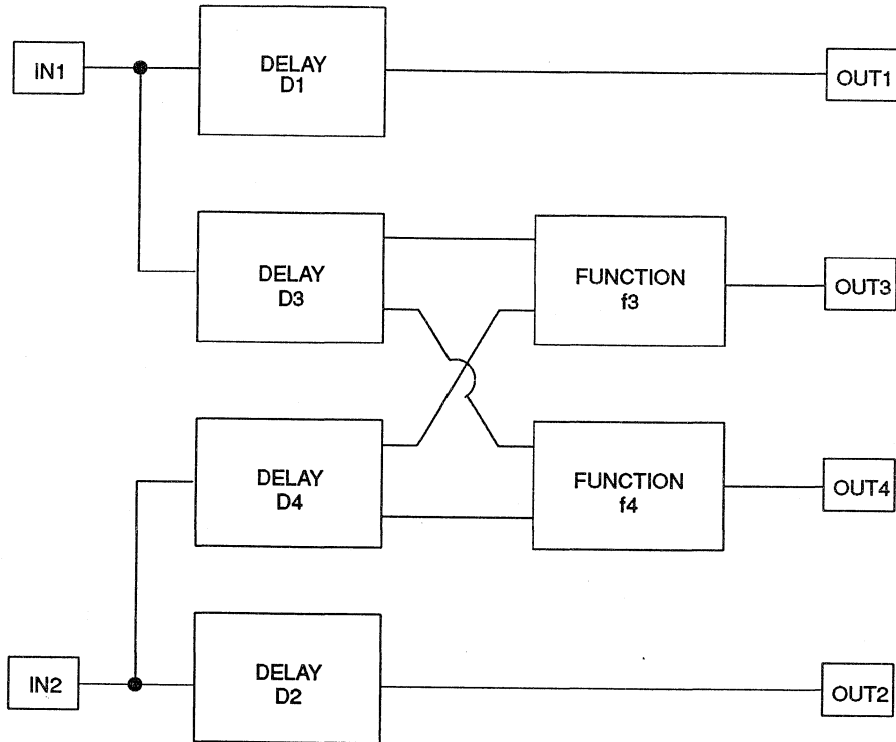 IN1
DELAY
D1
OUT1
DELAY
D3
FUNCTION
f3
OUT3
DELAY
D4
FUNCTION
f4
OUT4
IN2
DELAY
D2
OUT2